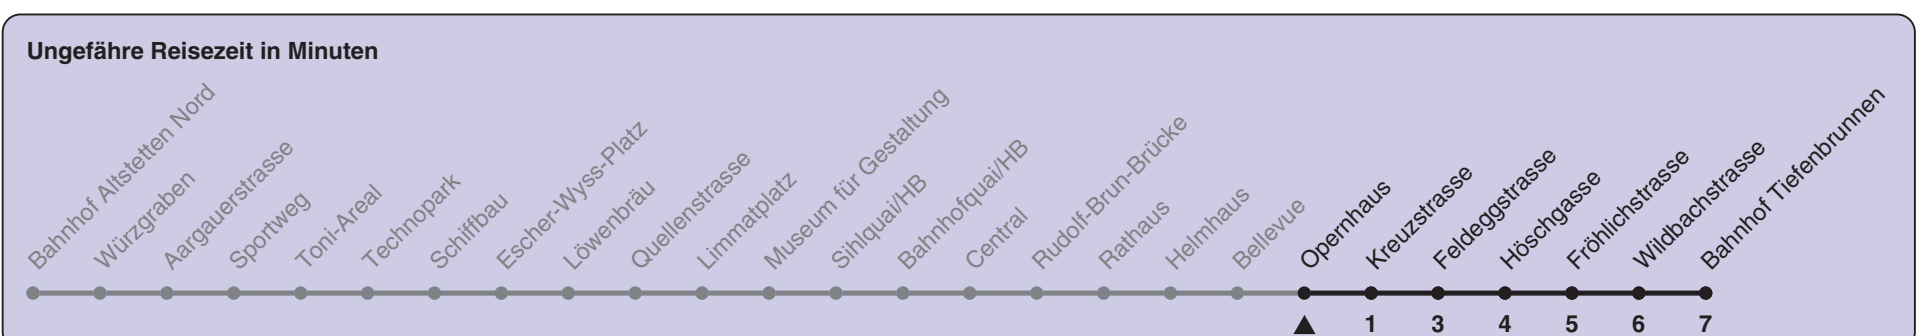 Ungefähre Reisezeit in Minuten
Bahnhof Altstetten Nord
Würzgraben
Aargauerstrasse
Sportweg
Toni-Areal
Technopark
Schiffbau
Escher-Wyss-Platz
Löwenbräu
Quellenstrasse
Limmatplatz
Museum für Gestaltung
Sihlquai/HB
Bahnhofquai/HB
Central
Rudolf-Brun-Brücke
Rathaus
Helmhaus
Bellevue
Opernhaus
Kreuzstrasse
Feldeggstrasse
Höschgasse
Fröhlichstrasse
Wildbachstrasse
Bahnhof Tiefenbrunnen
1 3 4 5 6 7